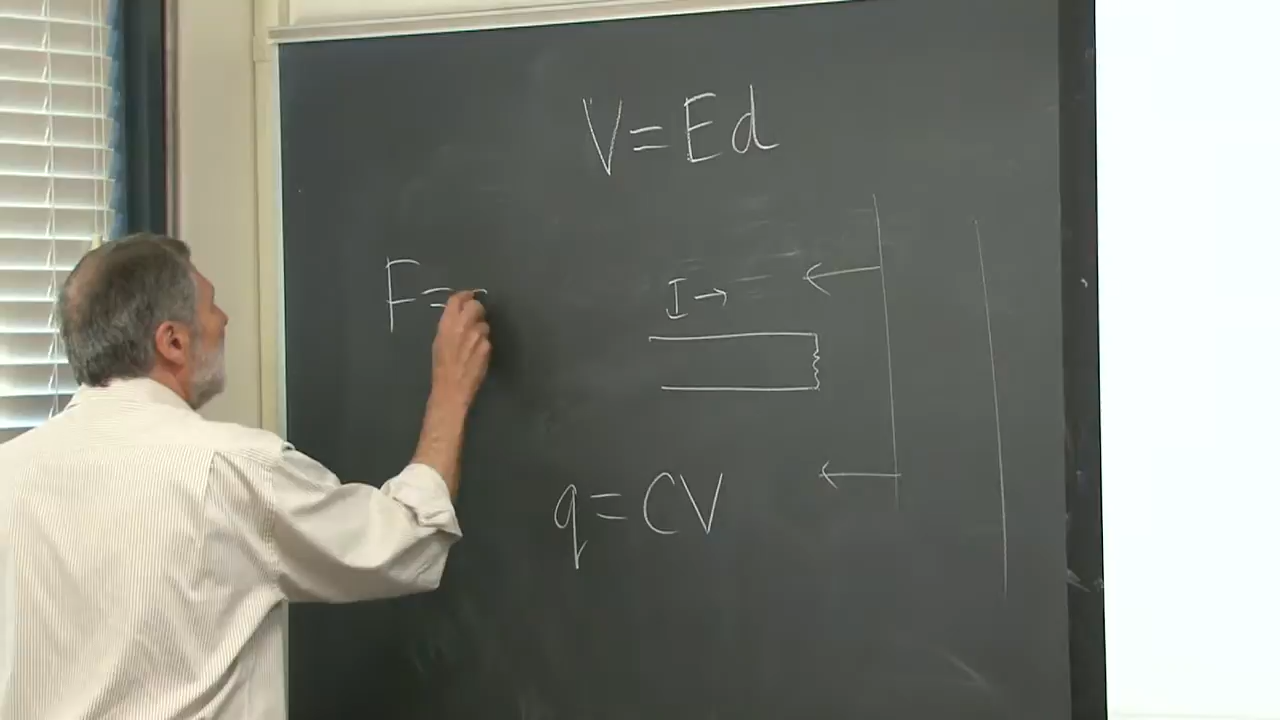 V = Ed
F =
I →
q = CV